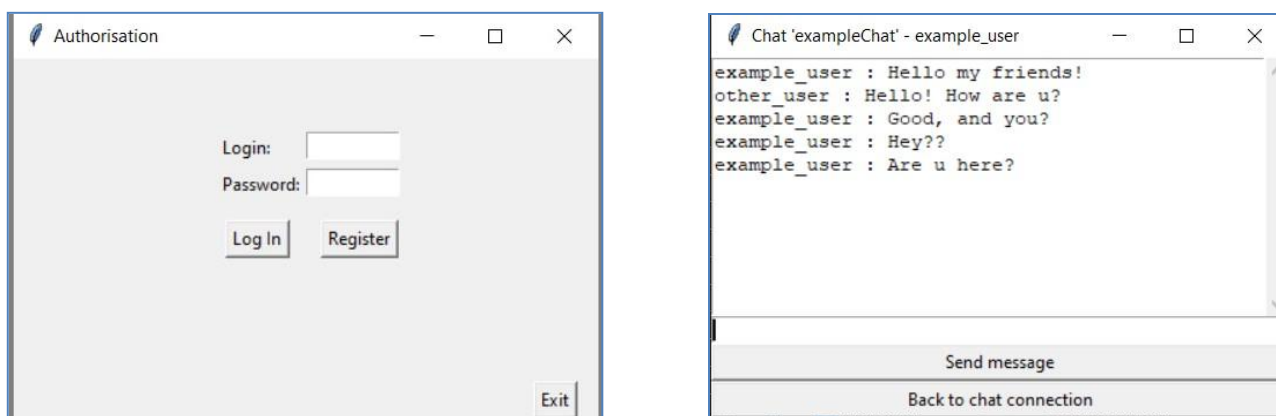 Authorisation
Login:
Password:
Log In Register
Exit
Chat 'exampleChat' - example_user
example_user : Hello my friends!
other_user : Hello! How are u?
example_user : Good, and you?
example_user : Hey??
example_user : Are u here?
Send message
Back to chat connection